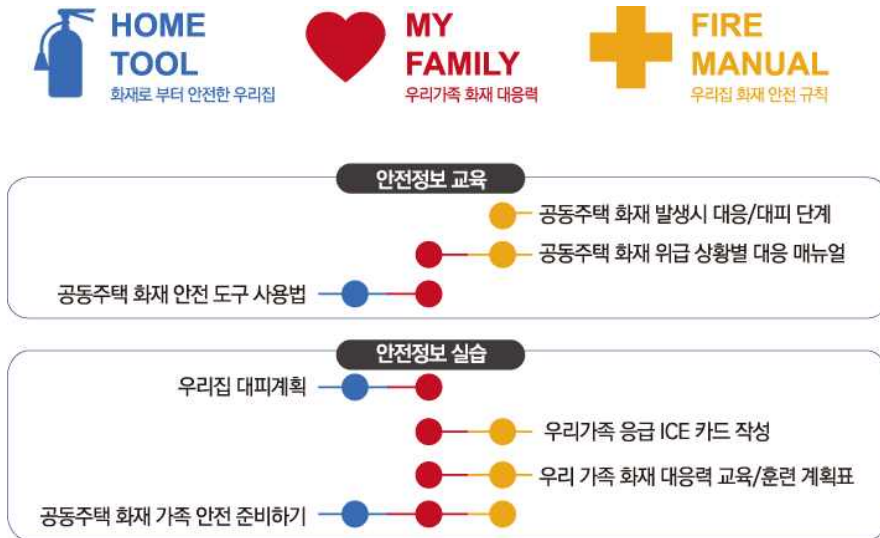 HOME
TOOL
화재로 부터 안전한 우리집
MY
FAMILY
우리가족 화재 대응력
FIRE
MANUAL
우리집 화재 안전 규칙
안전정보 교육
공동주택 화재 발생시 대응/대피 단계
공동주택 화재 위급 상황별 대응 매뉴얼
공동주택 화재 안전 도구 사용법
안전정보 실습
우리집 대피계획
우리가족 응급 ICE 카드 작성
우리 가족 화재 대응력 교육/훈련 계획표
공동주택 화재 가족 안전 준비하기